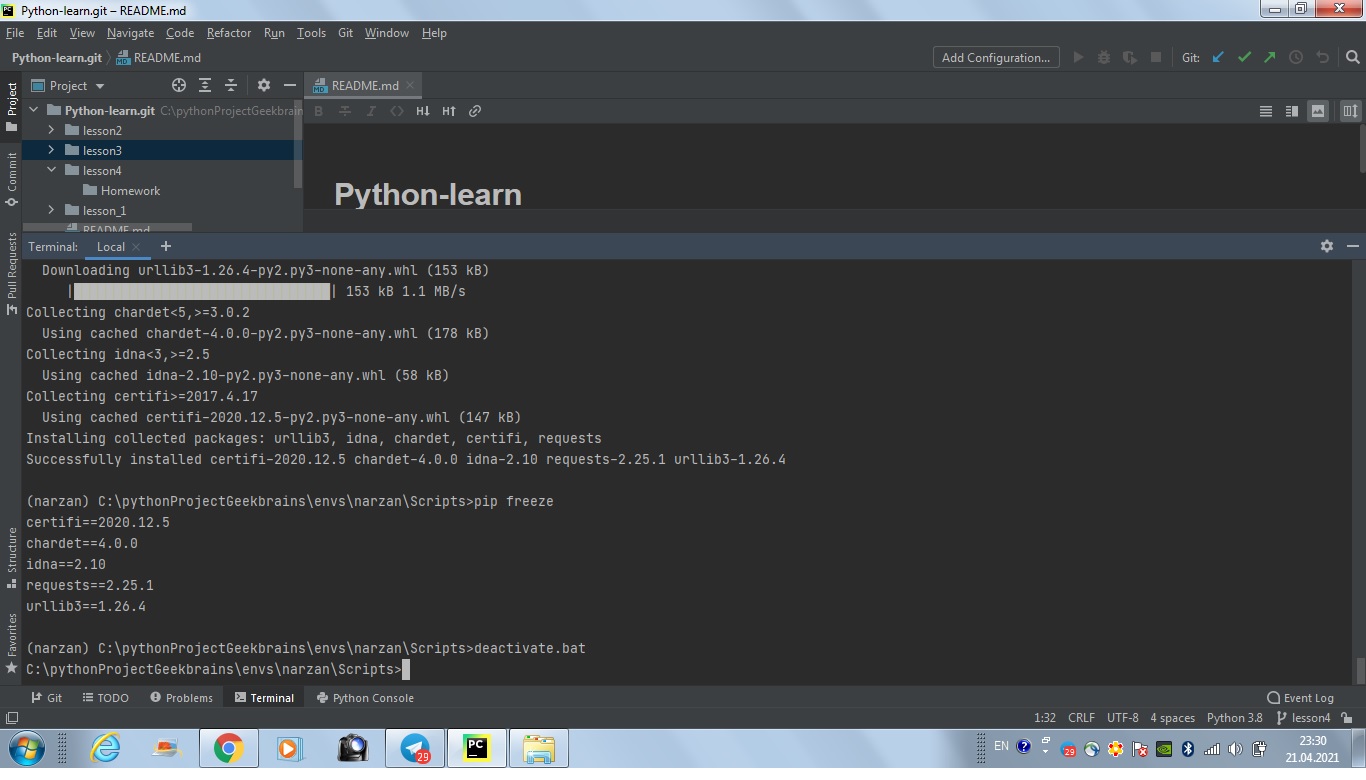 Python-learn.git – README.md
File Edit View Navigate Code Refactor Run Tools Git Window Help
Python-learn.git README.md Add Configuration... Git:
Project README.md
Python-learn.git C:\pythonProjectGeekbrain
lesson2
lesson3
lesson4
Homework
lesson_1
README.md
Python-learn
Project
Commit
Pull Requests
Structure
Favorites
Terminal: Local
Downloading urllib3-1.26.4-py2.py3-none-any.whl (153 kB)
| | 153 kB 1.1 MB/s
Collecting chardet<5,>=3.0.2
Using cached chardet-4.0.0-py2.py3-none-any.whl (178 kB)
Collecting idna<3,>=2.5
Using cached idna-2.10-py2.py3-none-any.whl (58 kB)
Collecting certifi>=2017.4.17
Using cached certifi-2020.12.5-py2.py3-none-any.whl (147 kB)
Installing collected packages: urllib3, idna, chardet, certifi, requests
Successfully installed certifi-2020.12.5 chardet-4.0.0 idna-2.10 requests-2.25.1 urllib3-1.26.4
(narzan) C:\pythonProjectGeekbrains\envs\narzan\Scripts>pip freeze
certifi==2020.12.5
chardet==4.0.0
idna==2.10
requests==2.25.1
urllib3==1.26.4
(narzan) C:\pythonProjectGeekbrains\envs\narzan\Scripts>deactivate.bat
C:\pythonProjectGeekbrains\envs\narzan\Scripts>
Git TODO Problems Terminal Python Console Event Log
1:32 CRLF UTF-8 4 spaces Python 3.8 lesson4
29 PC EN 29 23:30
21.04.2021